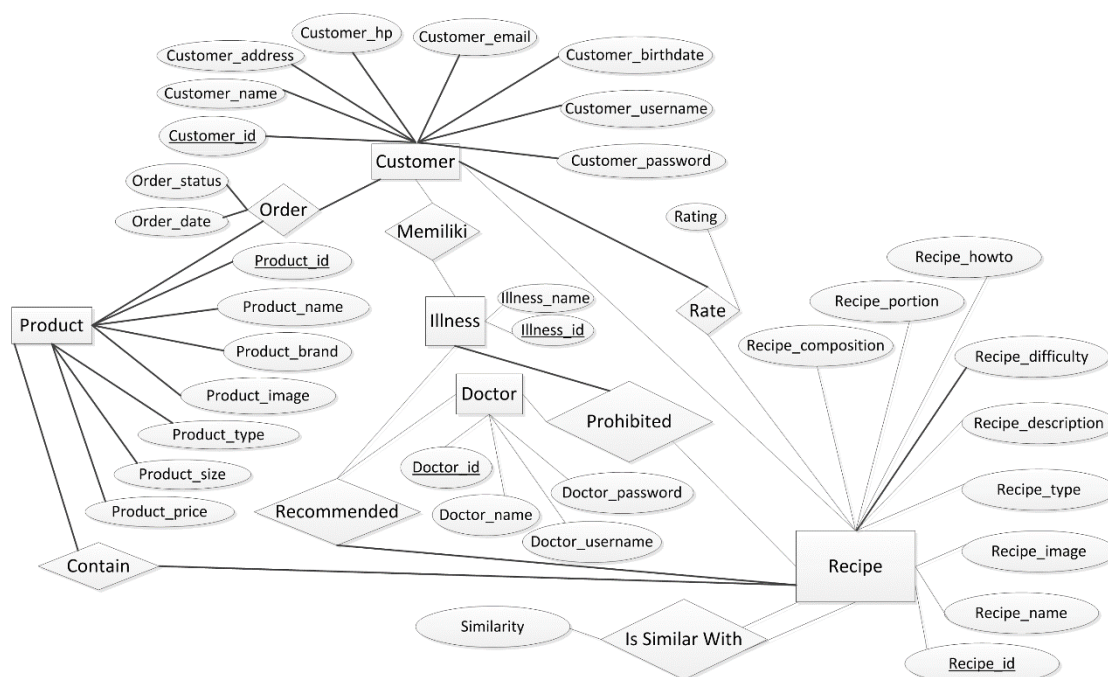 Customer_hp
Customer_email
Customer_address
Customer_birthdate
Customer_name
Customer_username
Customer_id
Customer
Customer_password
Order_status
Order
Order_date
Memiliki
Rating
Product_id
Recipe_howto
Product_name
Illness_name
Recipe_portion
Product
Illness
Illness_id
Rate
Product_brand
Recipe_composition
Recipe_difficulty
Product_image
Doctor
Prohibited
Recipe_description
Product_type
Doctor_id
Product_size
Doctor_password
Recipe_type
Product_price
Recommended
Doctor_name
Doctor_username
Recipe_image
Contain
Recipe
Recipe_name
Similarity
Is Similar With
Recipe_id